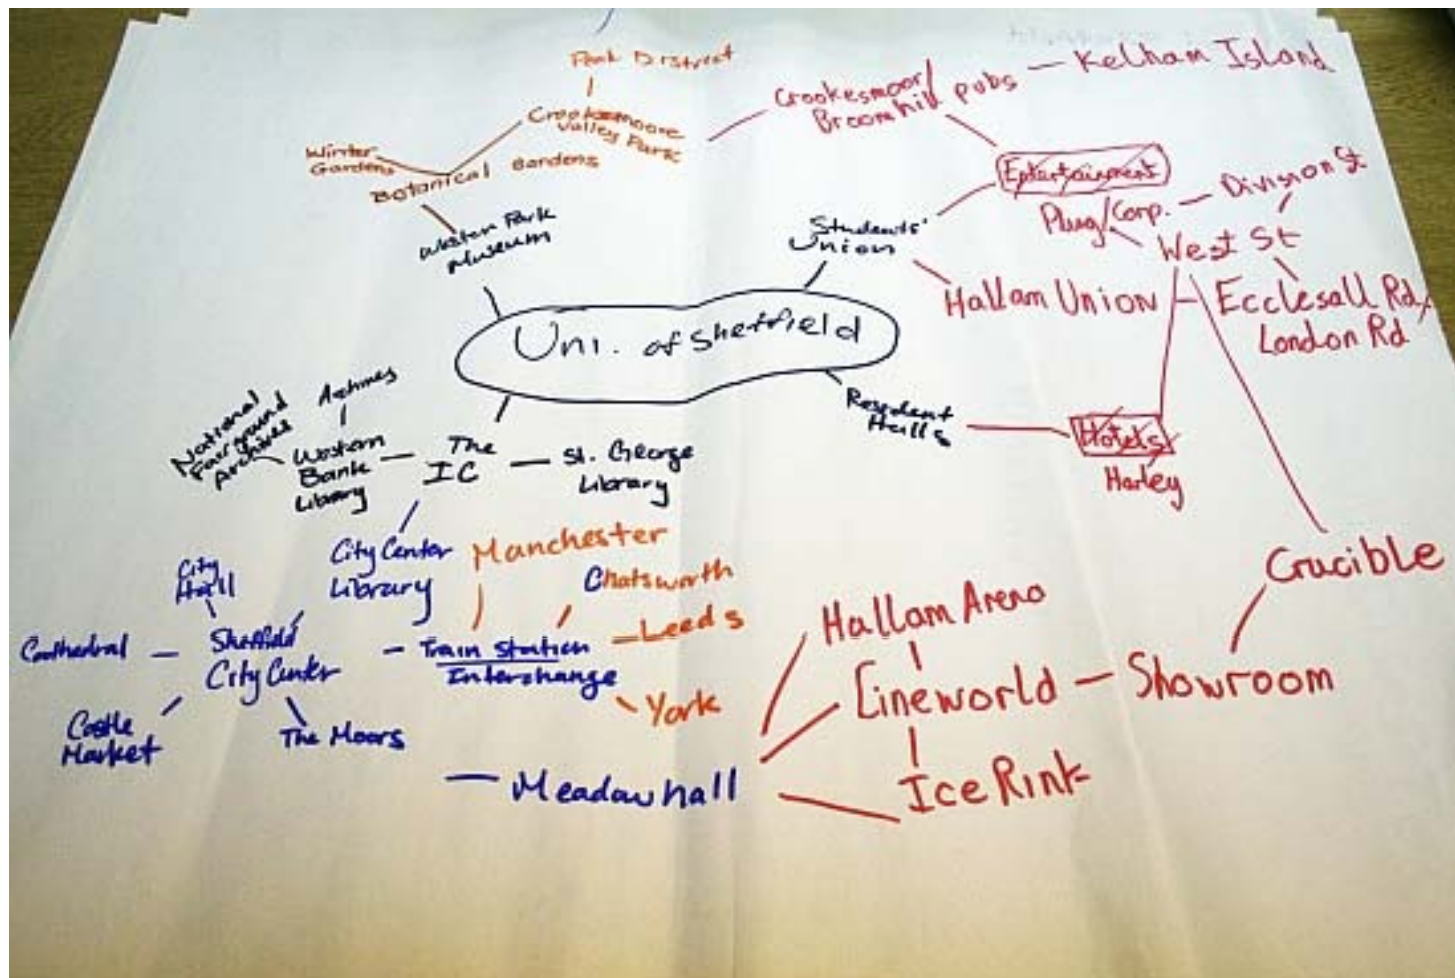 Peak District
Crookesmoore
Valley Park
Winter
Gardens
Botanical Gardens
Weston Park
Museum
Crookesmoor/
Broomhill pubs
Kelham Island
Entertainment
Students'
Union
Plug/Corp.
Division St
West St
Hallam Union
Ecclesall Rd/
London Rd
Uni. of Sheffield
Resedent
Halls
Hotels
Harley
Archives
National
Fairground
Archives
Western
Bank
Library
The
IC
St. George
Library
City Center
Library
City
Hall
Cathedral
Sheffield
City Center
Castle
Market
The Moors
Manchester
Chatsworth
Train Station
Interchange
Leeds
York
Meadowhall
Hallam Arena
Cineworld
Ice Rink
Showroom
Crucible